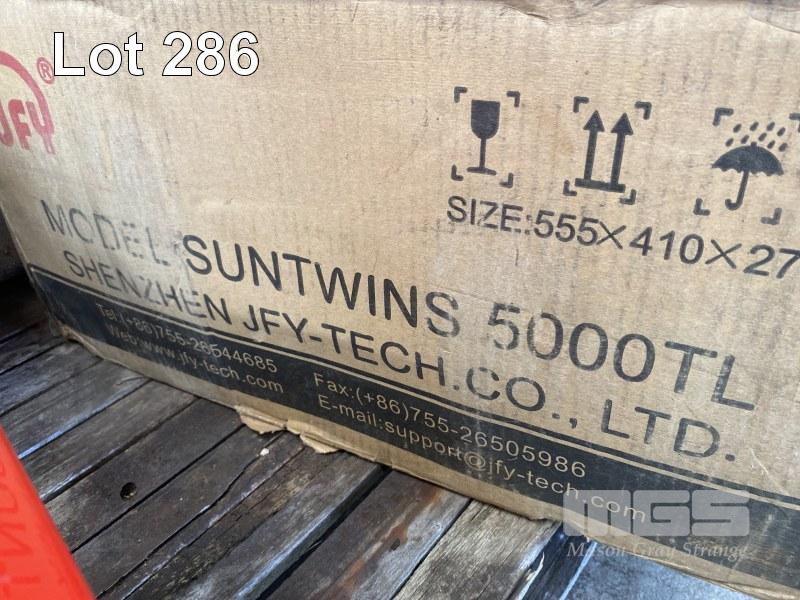 Lot 286
JFY®
SIZE:555×410×27
MODEL SUNTWINS 5000TL
SHENZHEN JFY-TECH.CO., LTD.
Tel:(+86)755-26544685
Fax:(+86)755-26505986
Web:www.jfy-tech.com
E-mail:support@jfy-tech.com
MGS
Mason Gray Strange